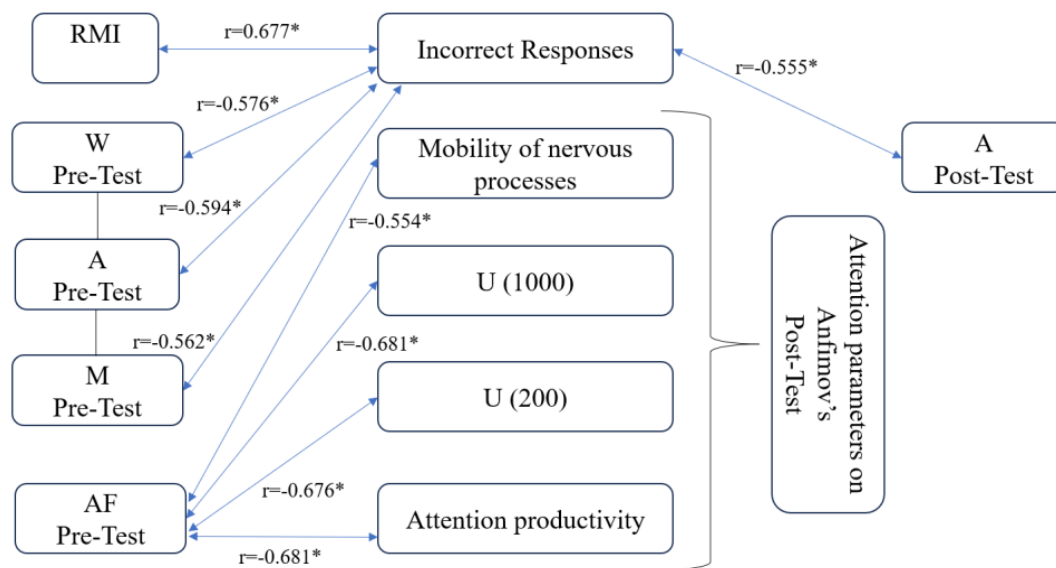 RMI
r=0.677*
Incorrect Responses
r=-0.555*
r=-0.576*
W
Pre-Test
Mobility of nervous
processes
A
Post-Test
r=-0.594*
r=-0.554*
A
Pre-Test
U (1000)
Attention parameters on
Anfimov’s
Post-Test
r=-0.562*
r=-0.681*
M
Pre-Test
U (200)
r=-0.676*
AF
Pre-Test
Attention productivity
r=-0.681*